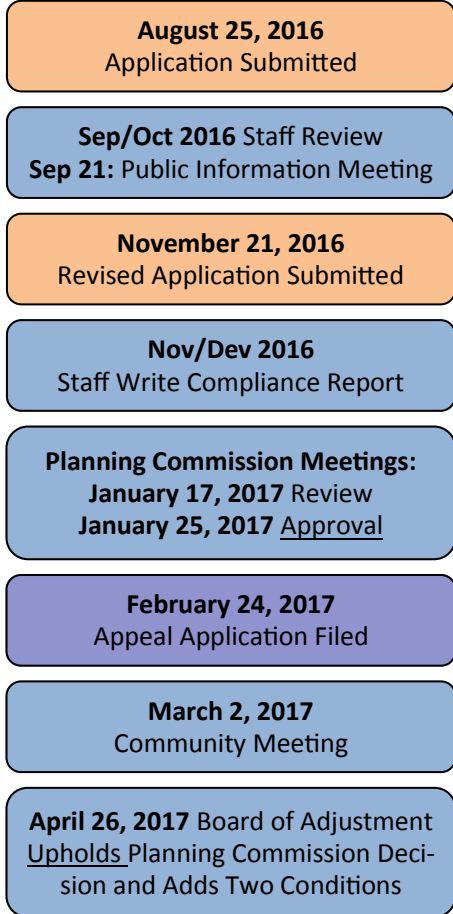 August 25, 2016
Application Submitted
Sep/Oct 2016 Staff Review
Sep 21: Public Information Meeting
November 21, 2016
Revised Application Submitted
Nov/Dev 2016
Staff Write Compliance Report
Planning Commission Meetings:
January 17, 2017 Review
January 25, 2017 Approval
February 24, 2017
Appeal Application Filed
March 2, 2017
Community Meeting
April 26, 2017 Board of Adjustment
Upholds Planning Commission Deci-
sion and Adds Two Conditions